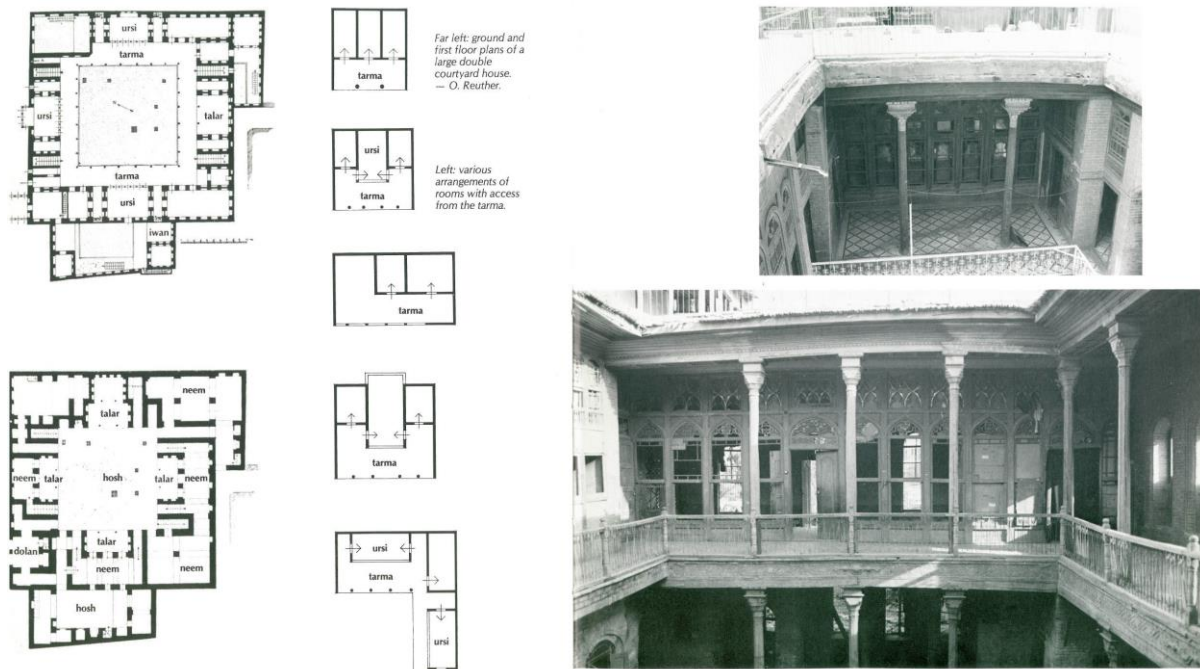 ursi
tarma
ursi
talar
tarma
ursi
iwan
neem
talar
neem
talar
hosh
talar
neem
talar
dolan
neem
neem
hosh
tarma
ursi
tarma
tarma
tarma
ursi
tarma
ursi
Far left: ground and
first floor plans of a
large double
courtyard house.
— O. Reuther.
Left: various
arrangements of
rooms with access
from the tarma.